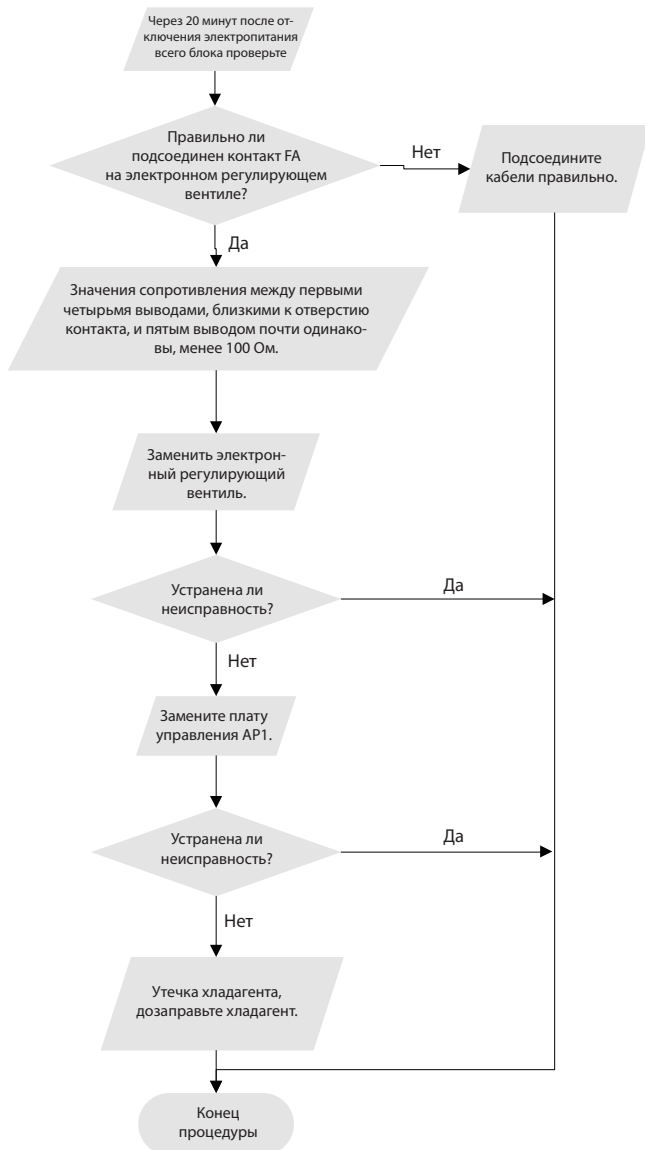 Через 20 минут после от-
ключения электропитания
всего блока проверьте
Правильно ли
подсоединен контакт FA
на электронном регулирующем
вентиле?
Нет
Подсоедините
кабели правильно.
Да
Значения сопротивления между первыми
четырьмя выводами, близкими к отверстию
контакта, и пятым выводом почти одинако-
вы, менее 100 Ом.
Заменить электрон-
ный регулирующий
вентиль.
Устранена ли
неисправность?
Да
Нет
Замените плату
управления AP1.
Устранена ли
неисправность?
Да
Нет
Утечка хладагента,
дозаправьте хладагент.
Конец
процедуры